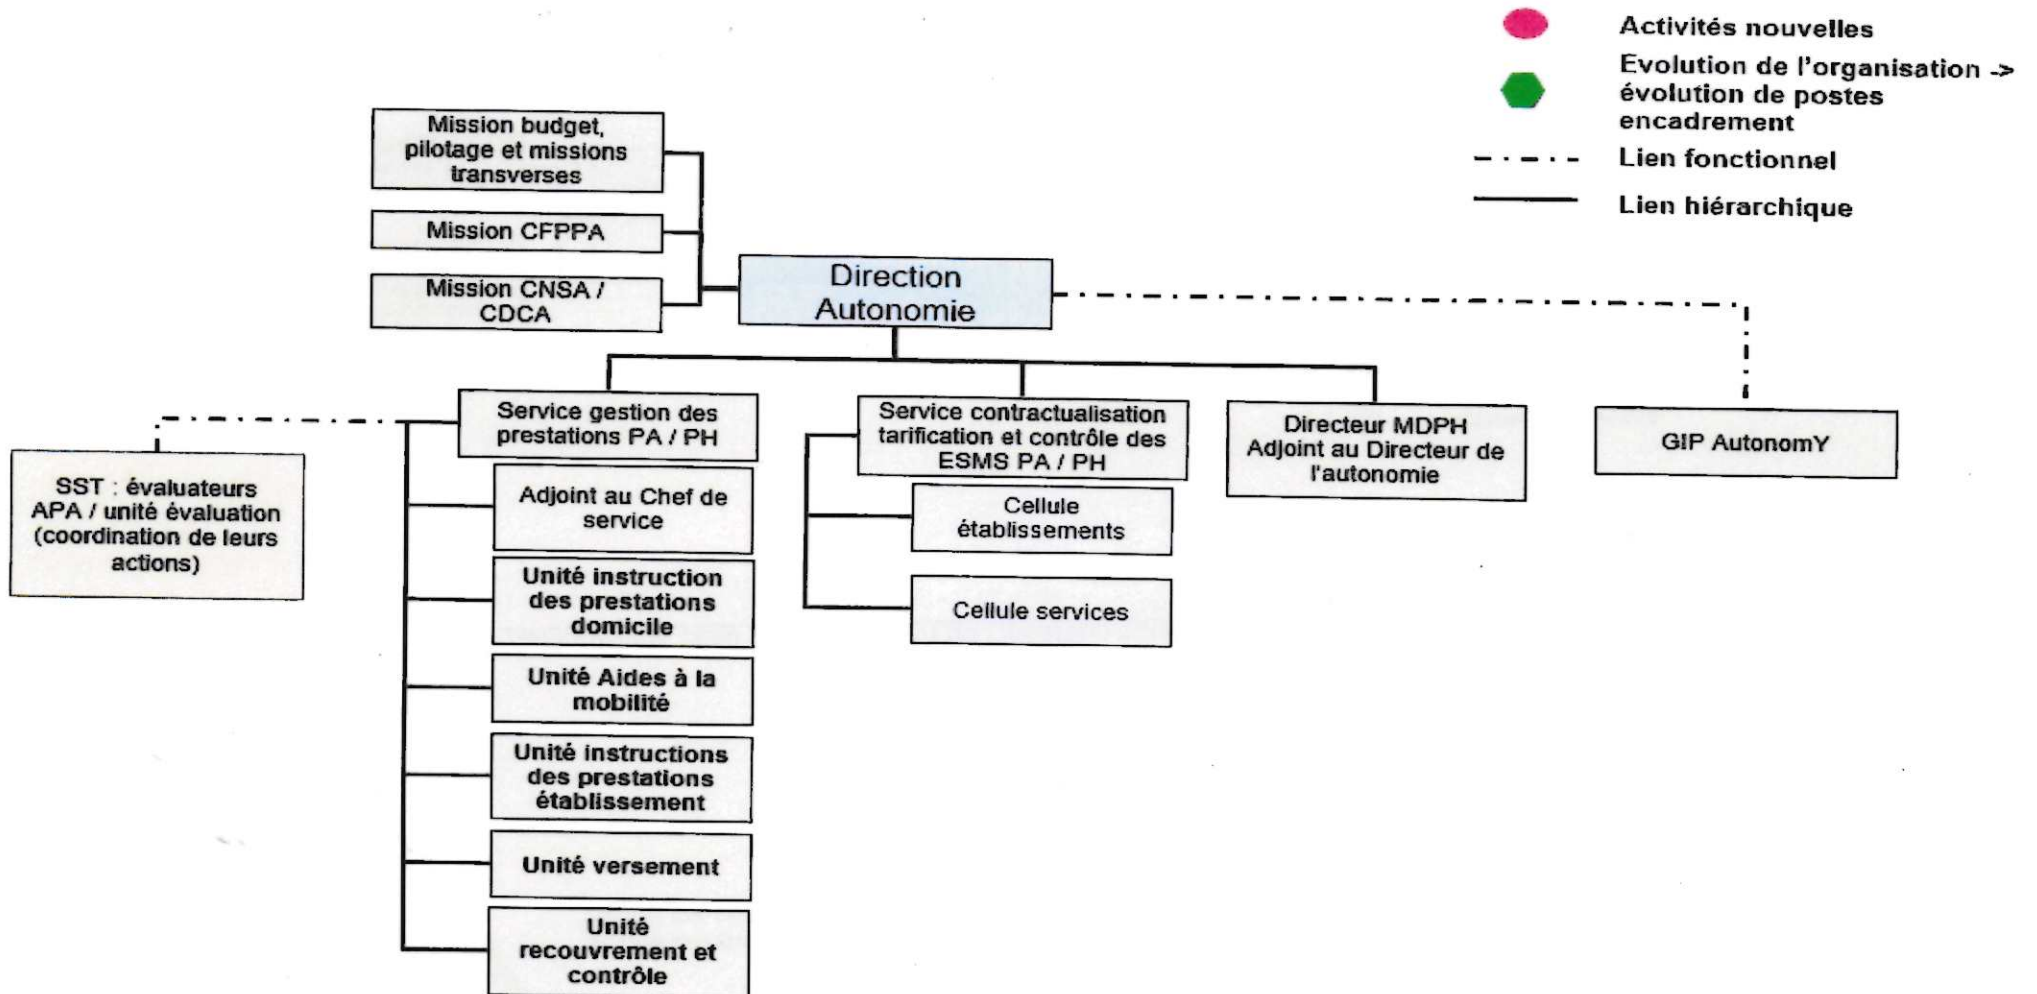 Activités nouvelles
Evolution de l'organisation ->
évolution de postes
encadrement
Lien fonctionnel
Lien hiérarchique
Mission budget,
pilotage et missions
transverses
Mission CFPPA
Mission CNSA /
CDCA
Direction
Autonomie
Service gestion des
prestations PA / PH
Service contractualisation
tarification et contrôle des
ESMS PA / PH
Directeur MDPH
Adjoint au Directeur de
l'autonomie
GIP AutonomY
SST : évaluateurs
APA / unité évaluation
(coordination de leurs
actions)
Adjoint au Chef de
service
Unité instruction
des prestations
domicile
Unité Aides à la
mobilité
Unité instructions
des prestations
établissement
Unité versement
Unité
recouvrement et
contrôle
Cellule
établissements
Cellule services